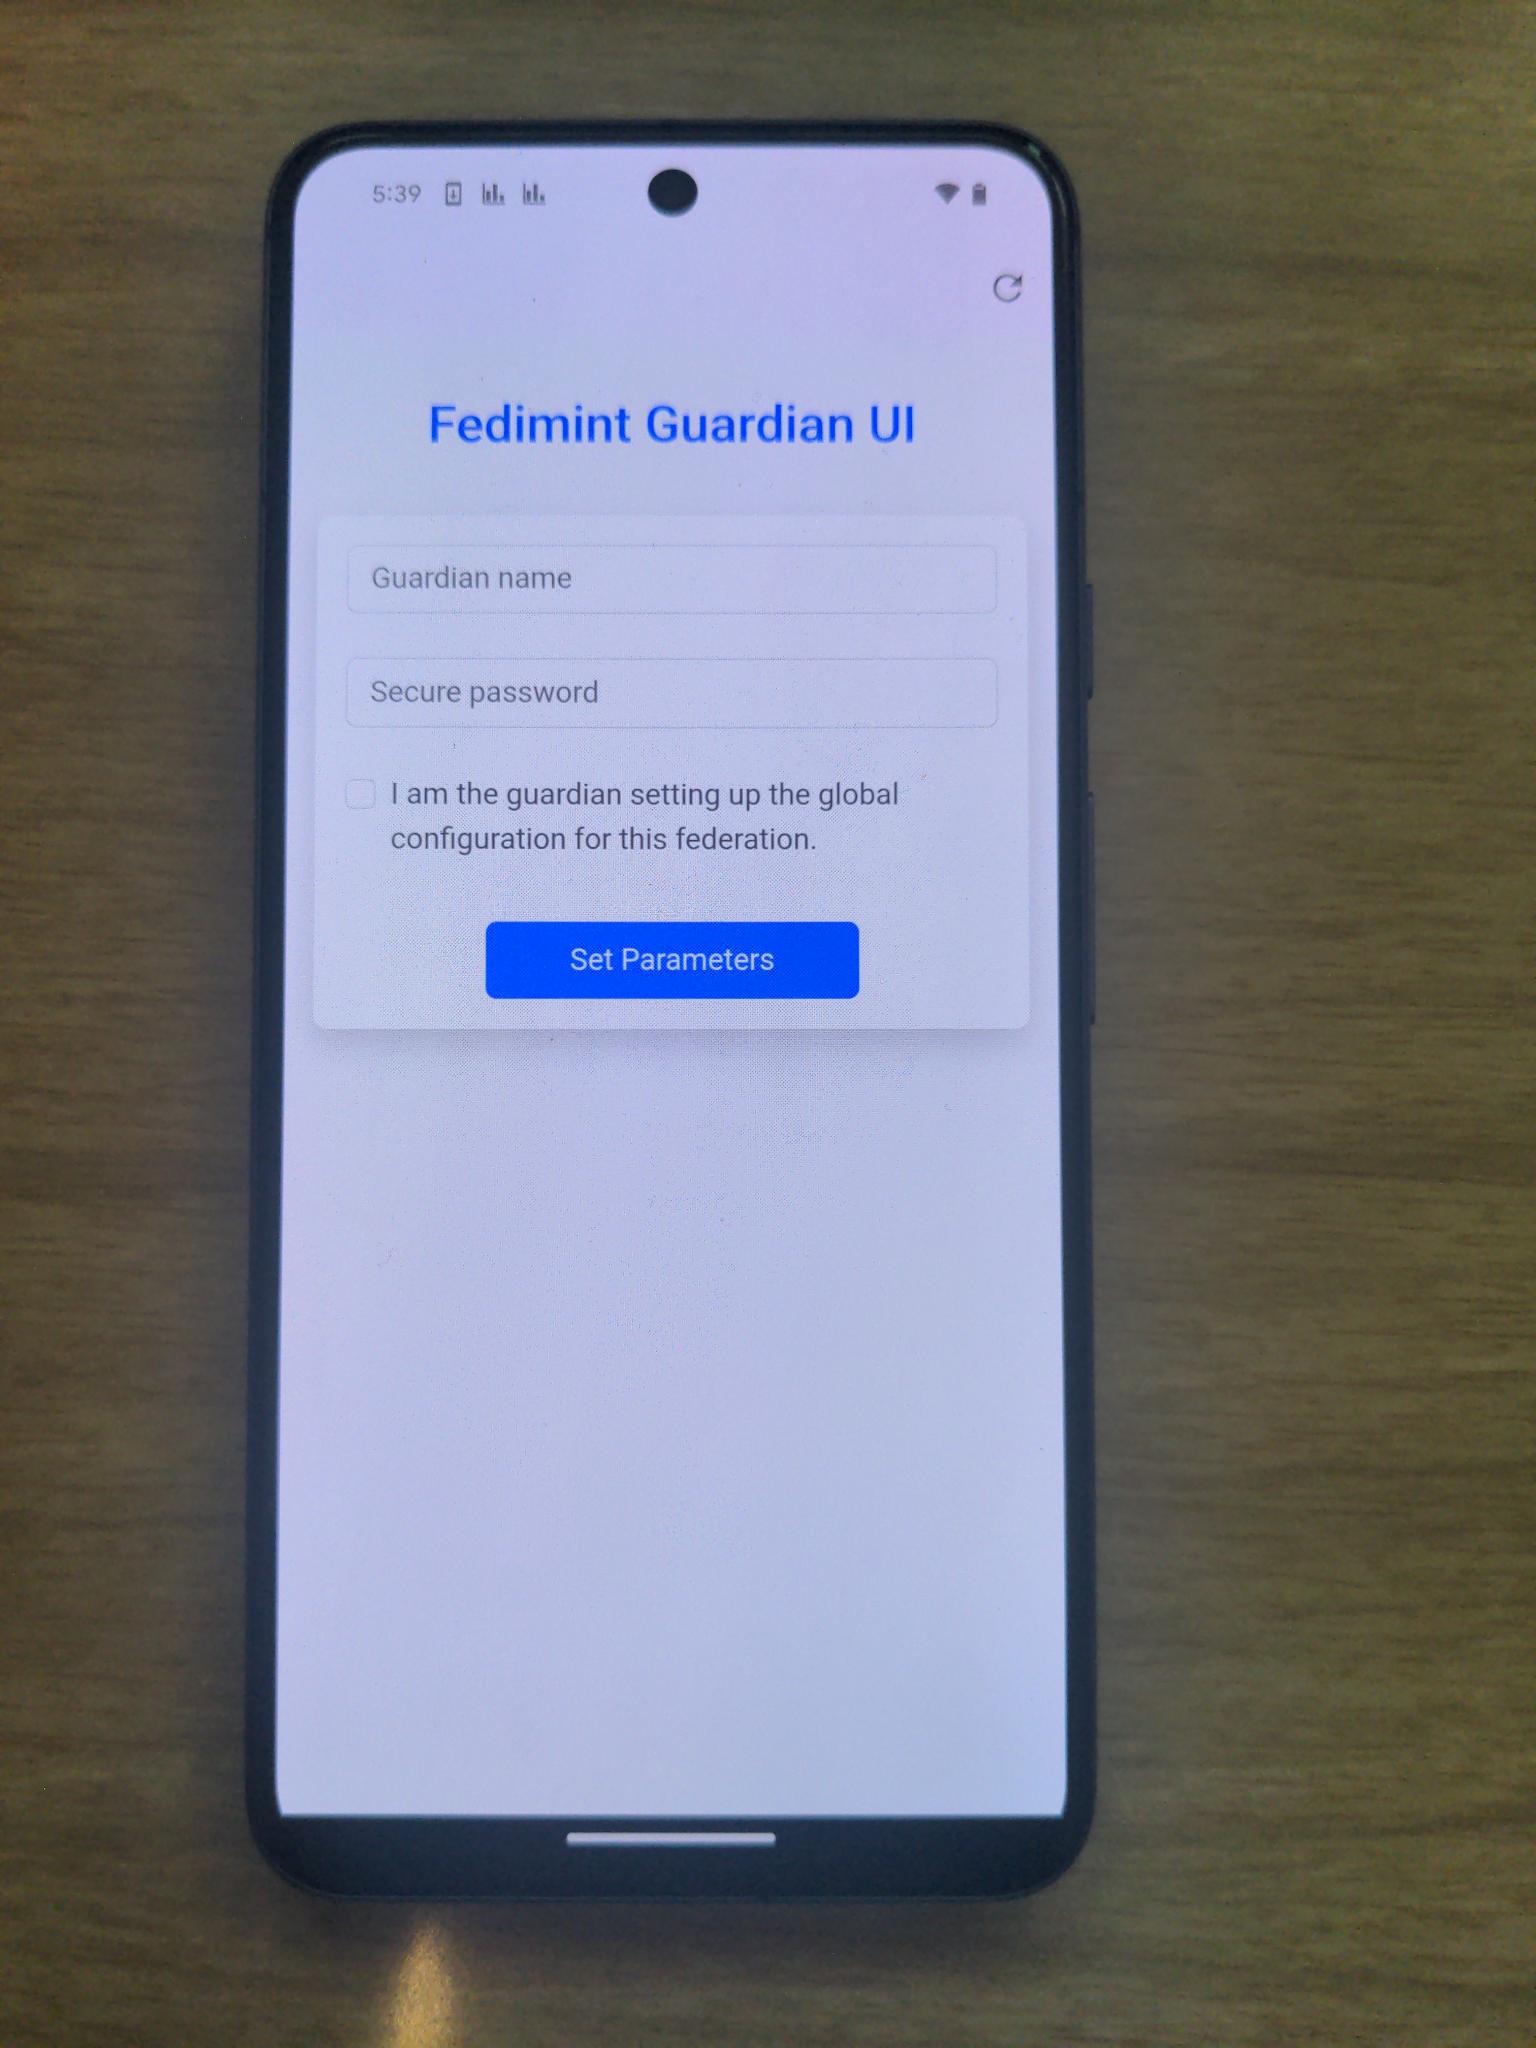 5:39
Fedimint Guardian UI
Guardian name
Secure password
I am the guardian setting up the global
configuration for this federation.
Set Parameters